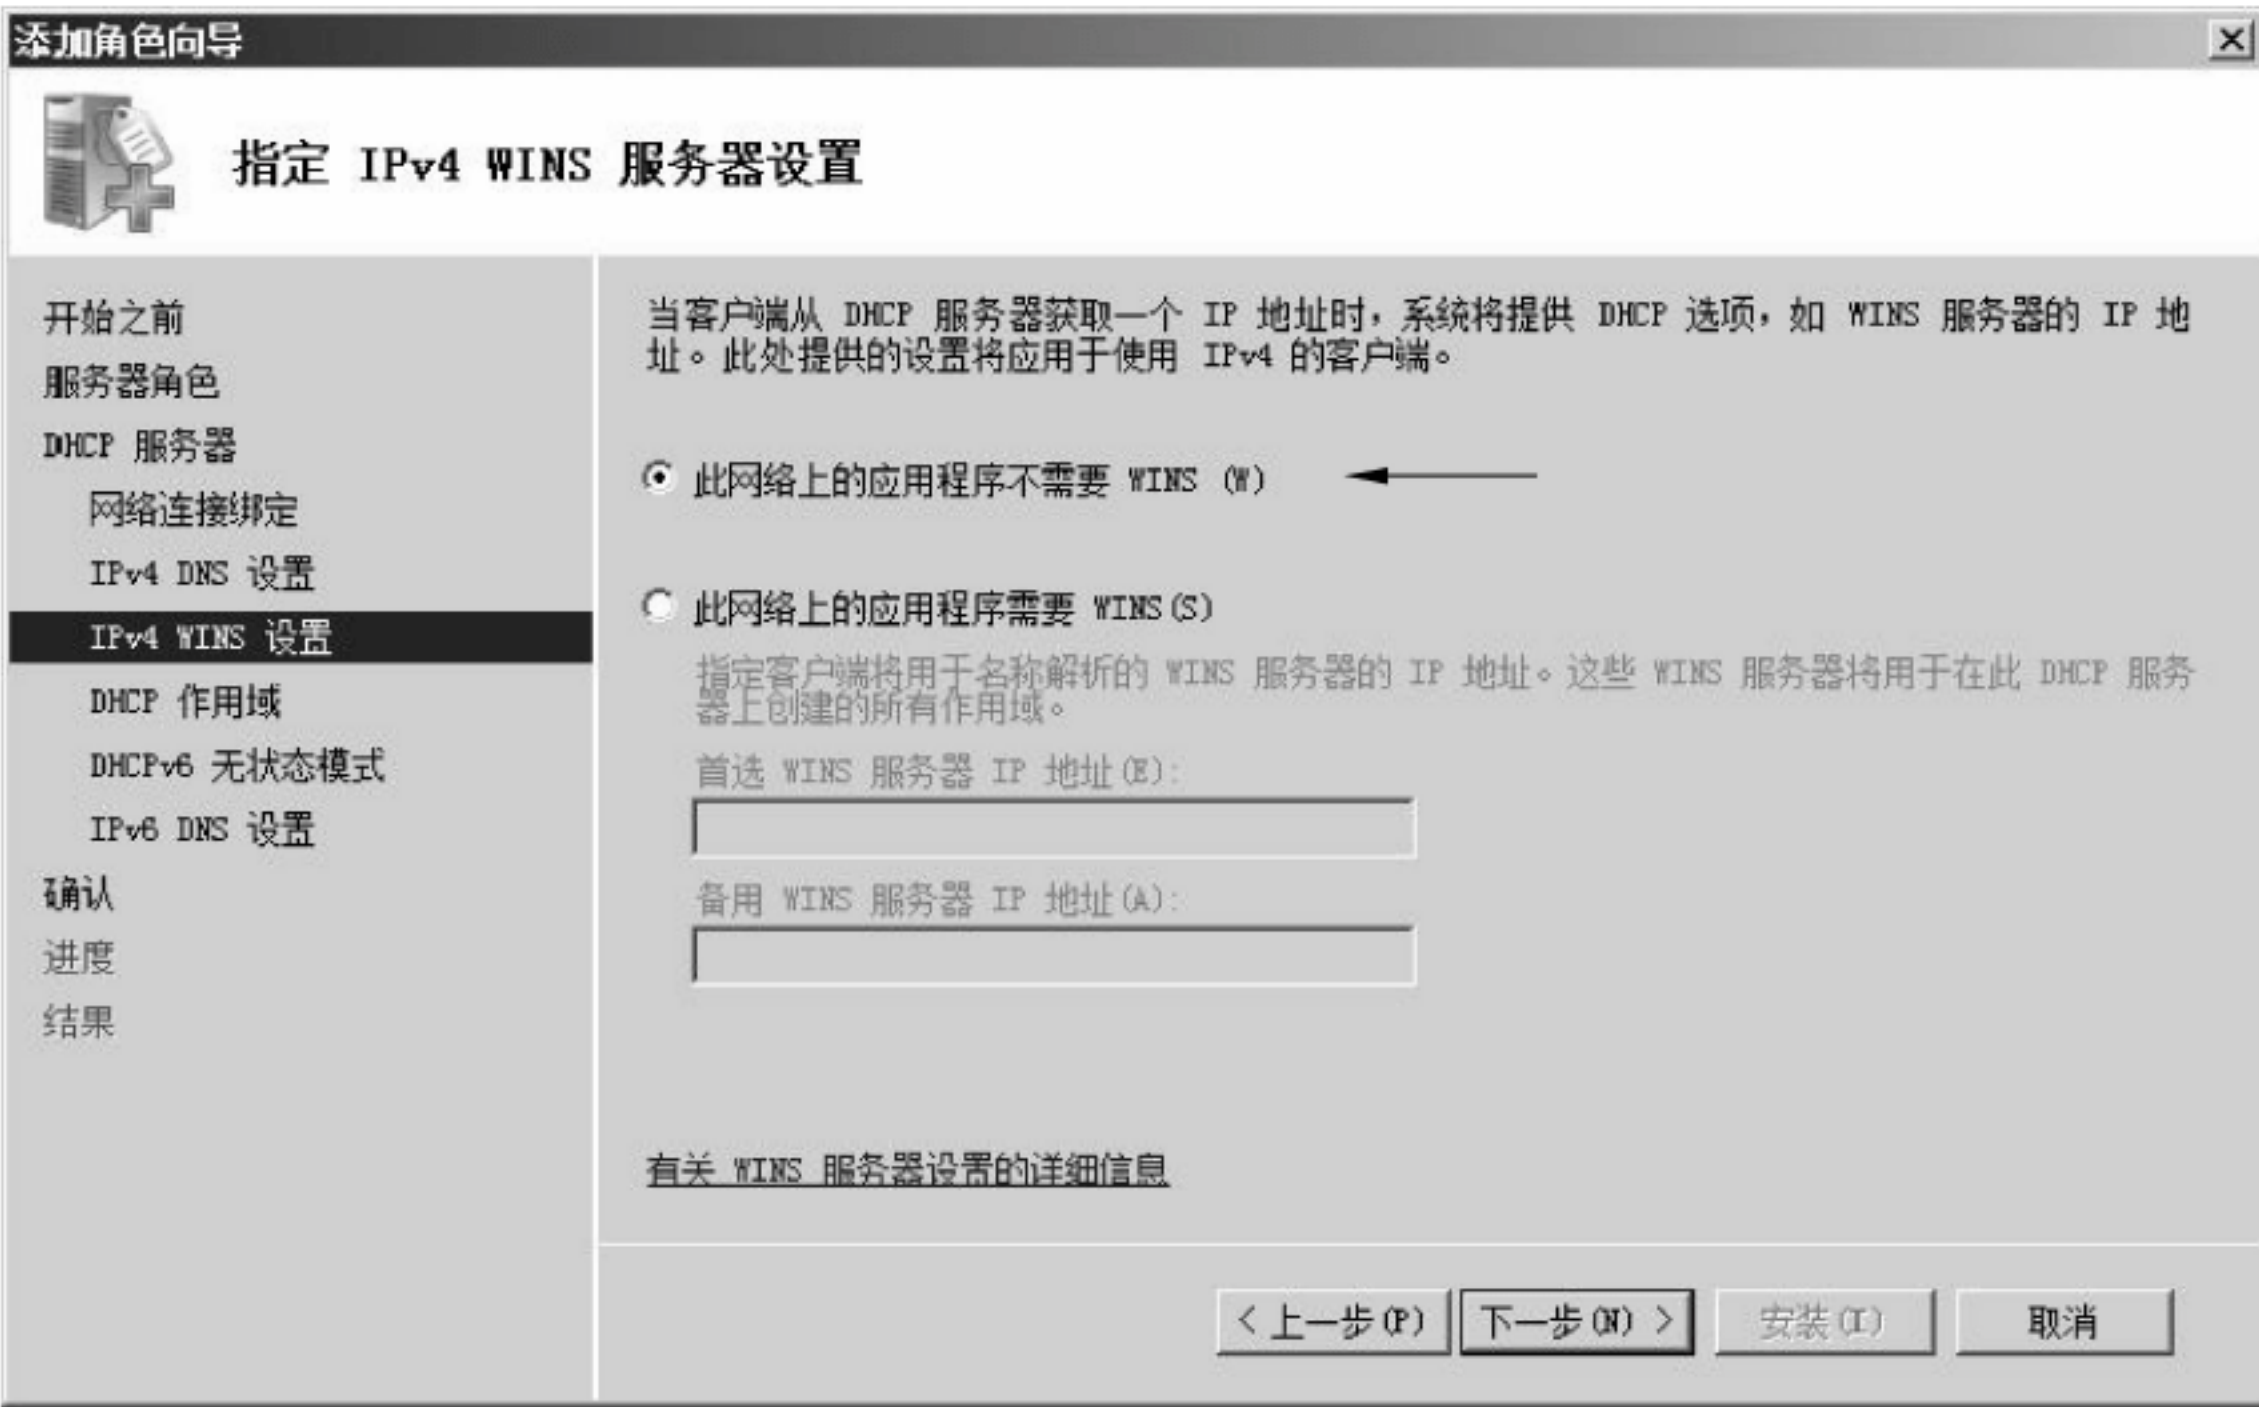 添加角色向导
指定 IPv4 WINS 服务器设置
开始之前
服务器角色
DHCP 服务器
网络连接绑定
IPv4 DNS 设置
IPv4 WINS 设置
DHCP 作用域
DHCPv6 无状态模式
IPv6 DNS 设置
确认
进度
结果
当客户端从 DHCP 服务器获取一个 IP 地址时，系统将提供 DHCP 选项，如 WINS 服务器的 IP 地
址。此处提供的设置将应用于使用 IPv4 的客户端。
此网络上的应用程序不需要 WINS (W)
此网络上的应用程序需要 WINS(S)
指定客户端将用于名称解析的 WINS 服务器的 IP 地址。这些 WINS 服务器将用于在此 DHCP 服务
器上创建的所有作用域。
首选 WINS 服务器 IP 地址(E):
备用 WINS 服务器 IP 地址(A):
有关 WINS 服务器设置的详细信息
< 上一步(P)
下一步(N) >
安装(I)
取消